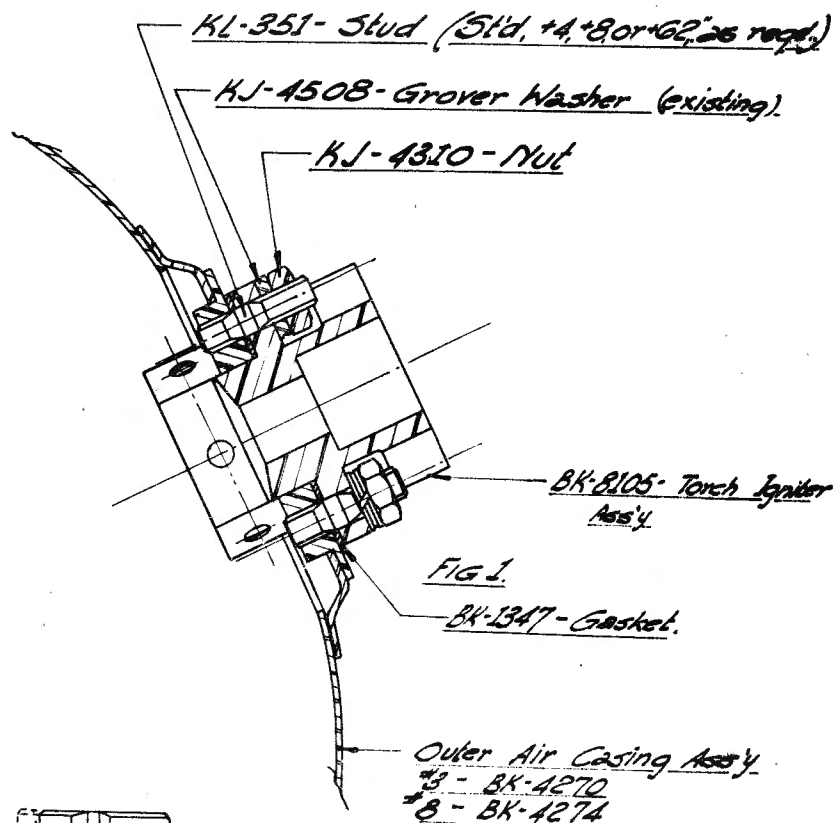 KL-351- Stud (St'd, +4, +8, or +62," as reqd.)
KJ-4508-Grover Washer (existing)
KJ-4310-Nut
BK-8105- Torch Igniter
Ass'y
FIG 1.
BK-1347-Gasket.
Outer Air Casing Ass'y
#3 - BK-4270
#8 - BK-4274